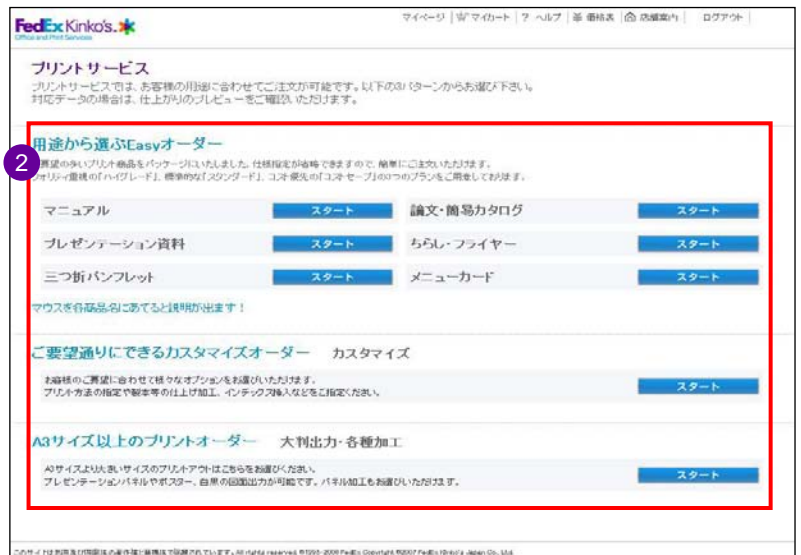 マイページ | マイカート | ? ヘルプ | 価格表 | 店舗案内 | ログアウト
FedEx Kinko's.
Office and Print Services
プリントサービス
プリントサービスでは、お客様の用途に合わせてご注文が可能です。以下の3パターンからお選び下さい。
対応データの場合は、仕上がりのプレビューをご確認いただけます。
用途から選ぶEasyオーダー
2
要望の多いプリント商品をパッケージにいたしました。仕様指定が省略できますので、簡単にご注文いただけます。
クオリティ重視の「ハイグレード」、標準的な「スタンダード」、コスト優先の「コストセーブ」の3つのプランをご用意しております。
マニュアル スタート 論文・簡易カタログ スタート
プレゼンテーション資料 スタート ちらし・フライヤー スタート
三つ折パンフレット スタート メニューカード スタート
マウスを各商品名にあてると説明が出ます！
ご要望通りにできるカスタマイズオーダー カスタマイズ
お客様のご要望に合わせて様々なオプションをお選びいただけます。
プリント方法の指定や製本等の仕上げ加工、インデックス挿入などをご指定ください。
スタート
A3サイズ以上のプリントオーダー 大判出力・各種加工
A3サイズより大きいサイズのプリントアウトはこちらをお選びください。
プレゼンテーションパネルやポスター、白黒の図面出力が可能です。パネル加工もお選びいただけます。
スタート
All rights reserved.